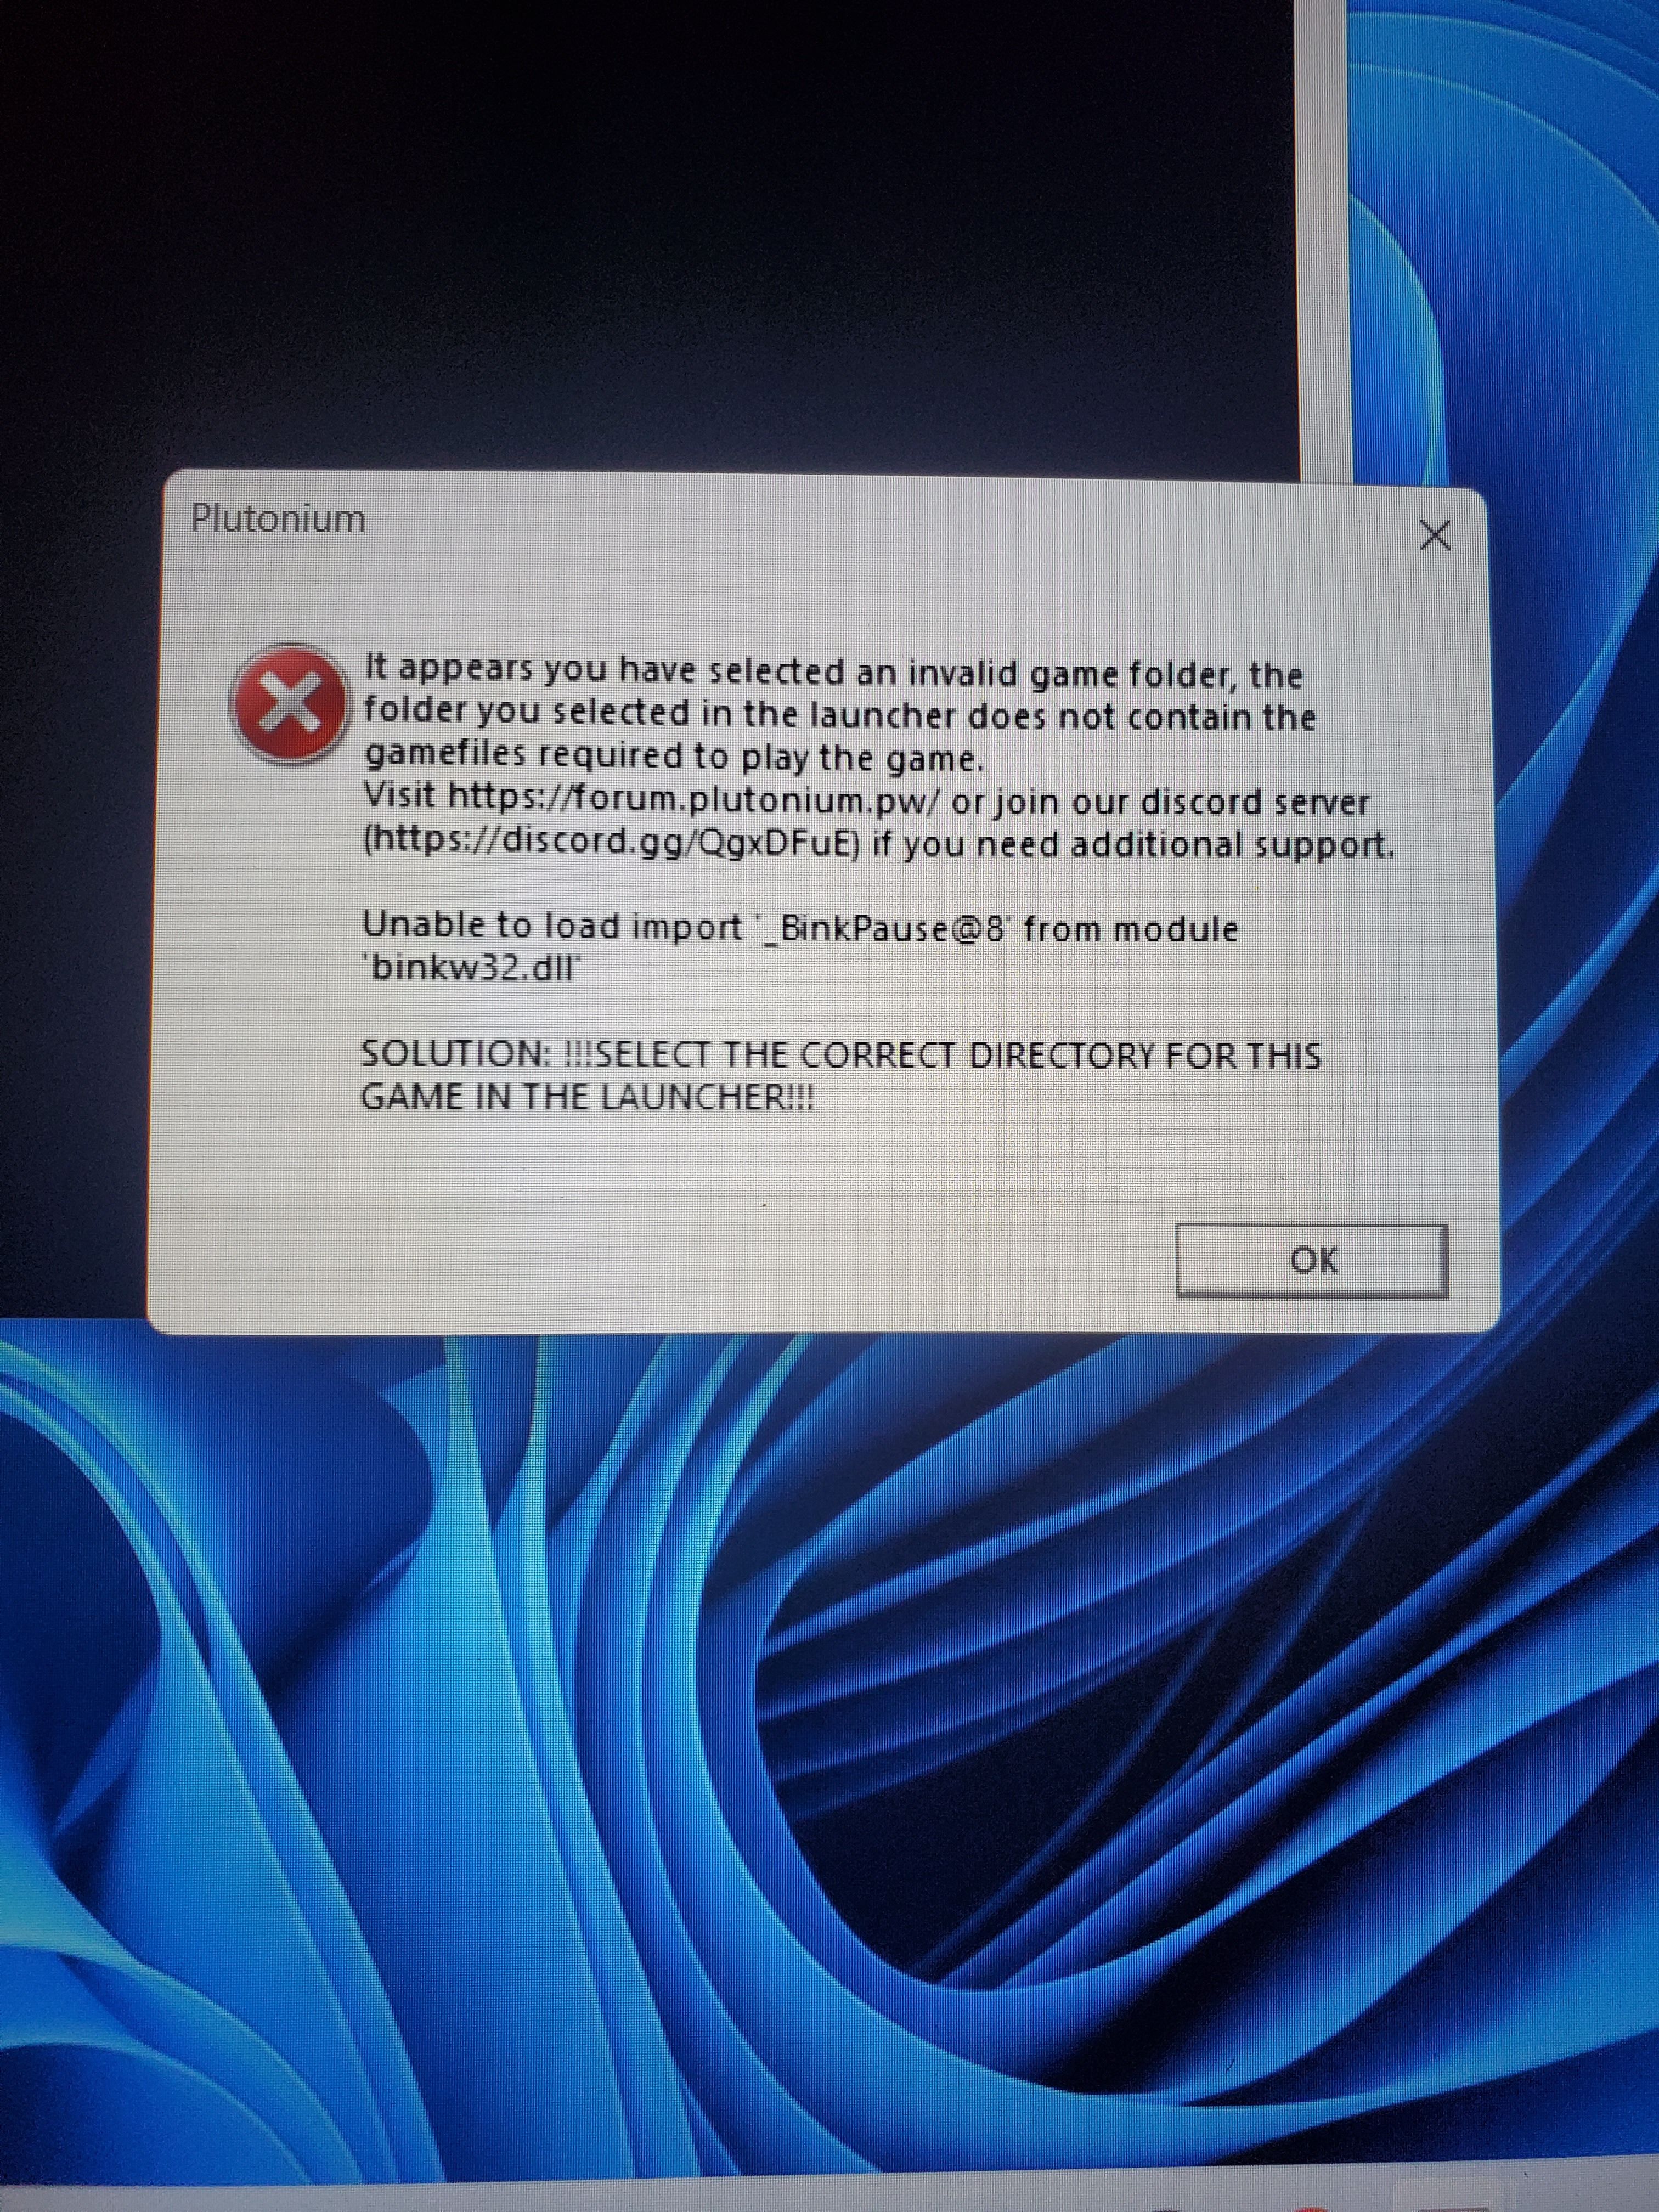 Plutonium
It appears you have selected an invalid game folder, the
folder you selected in the launcher does not contain the
gamefiles required to play the game.
Visit https://forum.plutonium.pw/ or join our discord server
(https://discord.gg/QgxDFuE) if you need additional support.
Unable to load import '_BinkPause@8' from module
'binkw32.dll'
SOLUTION: !!!SELECT THE CORRECT DIRECTORY FOR THIS
GAME IN THE LAUNCHER!!!
OK